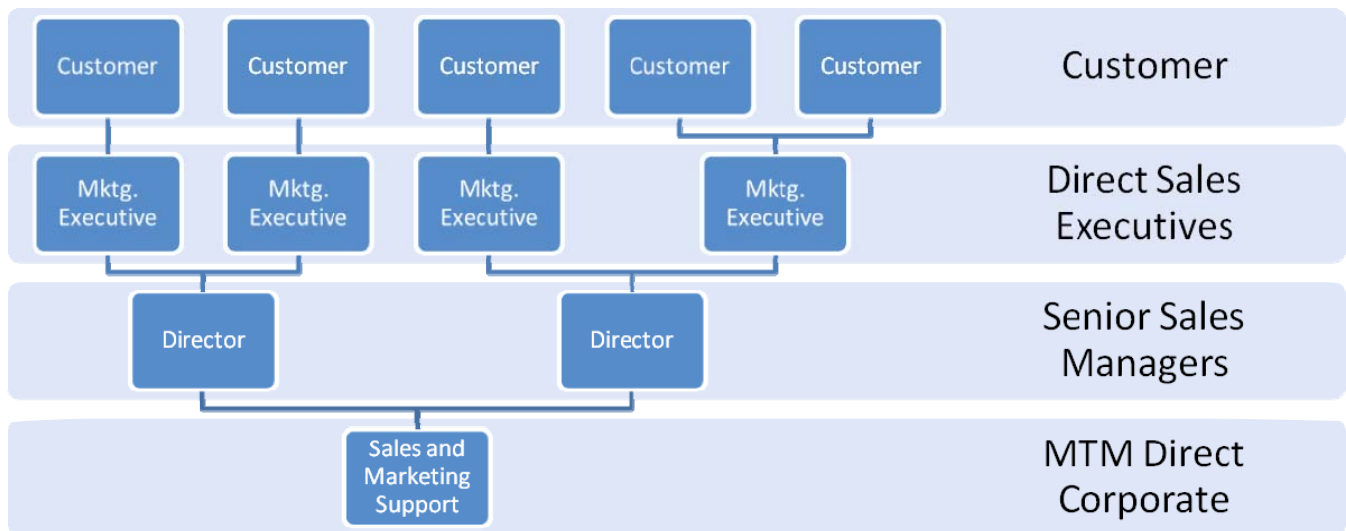 Customer
Customer
Customer
Customer
Customer
Customer
Mktg.
Executive
Mktg.
Executive
Mktg.
Executive
Mktg.
Executive
Direct Sales
Executives
Director
Director
Senior Sales
Managers
Sales and
Marketing
Support
MTM Direct
Corporate